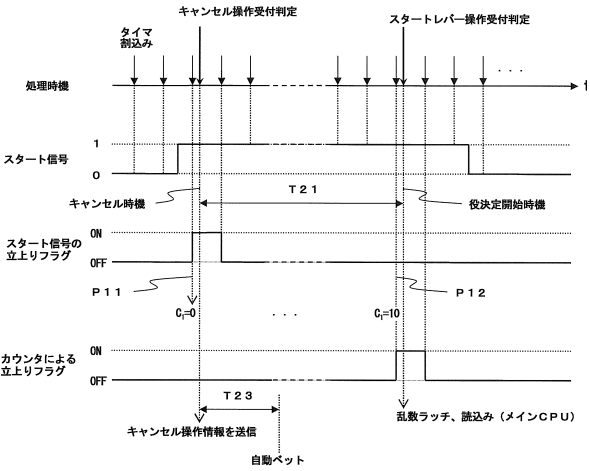 キャンセル操作受付判定
スタートレバー操作受付判定
タイマ
割込み
・・・
処理時機
t
スタート信号
1
0
T21
キャンセル時機
役決定開始時機
スタート信号の
立上りフラグ
ON
OFF
P11
P12
C₁=0
・・・
C₁=10
カウンタによる
立上りフラグ
ON
OFF
T23
乱数ラッチ、読込み（メインCPU）
キャンセル操作情報を送信
自動ベット